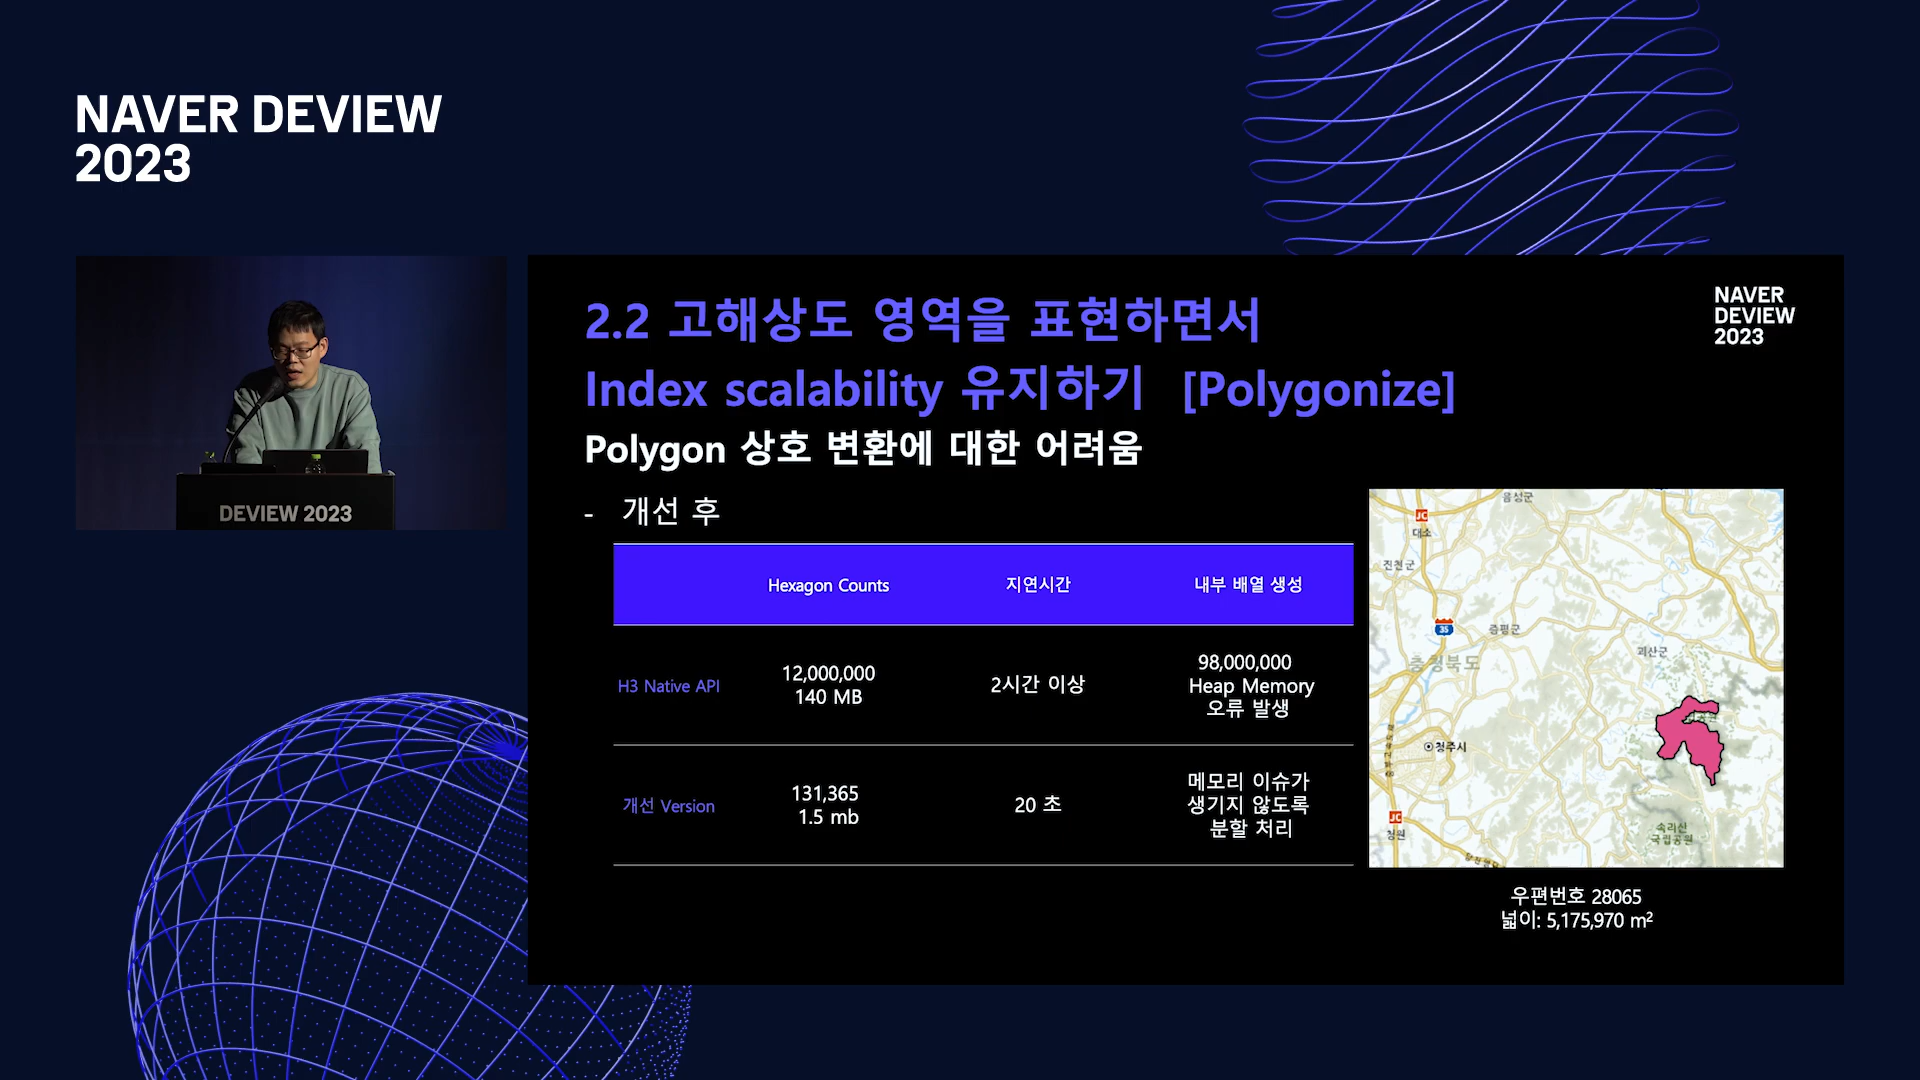 NAVER DEVIEW
2023
DEVIEW 2023
NAVER
DEVIEW
2023
2.2 고해상도 영역을 표현하면서
Index scalability 유지하기 [Polygonize]
Polygon 상호 변환에 대한 어려움
- 개선 후
Hexagon Counts 지연시간 내부 배열 생성
H3 Native API
12,000,000
140 MB
2시간 이상
98,000,000
Heap Memory
오류 발생
개선 Version
131,365
1.5 mb
20 초
메모리 이슈가
생기지 않도록
분할 처리
음성군
JC
대소
진천군
35
증평군
충청북도
괴산군
청주시
JC
청원
속리산
국립공원
우편번호 28065
넓이: 5,175,970 m²